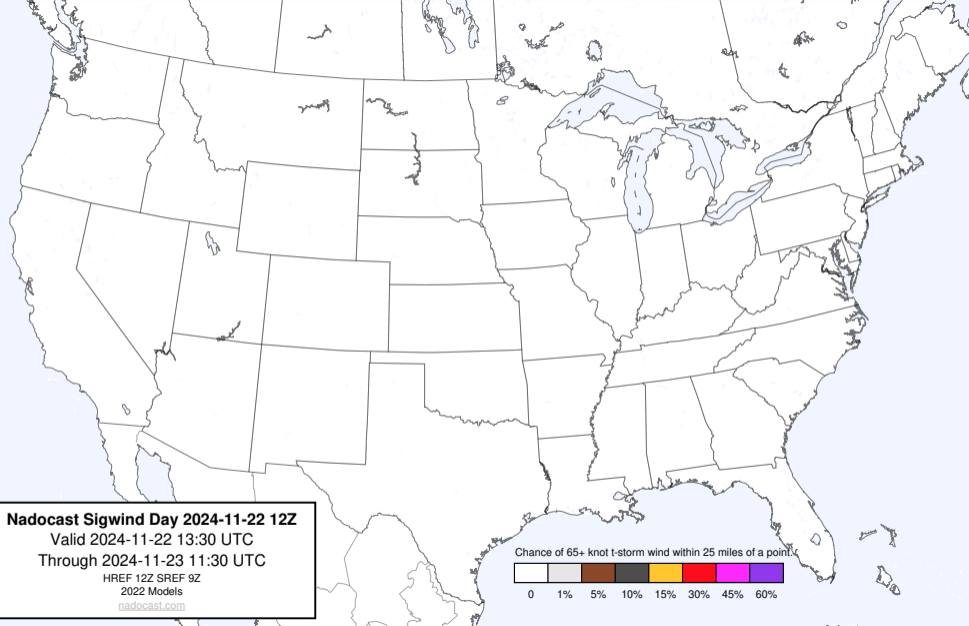 Nadocast Sigwind Day 2024-11-22 12Z
Valid 2024-11-22 13:30 UTC
Through 2024-11-23 11:30 UTC
HREF 12Z SREF 9Z
2022 Models
nadocast.com
Chance of 65+ knot t-storm wind within 25 miles of a point.
0 1% 5% 10% 15% 30% 45% 60%